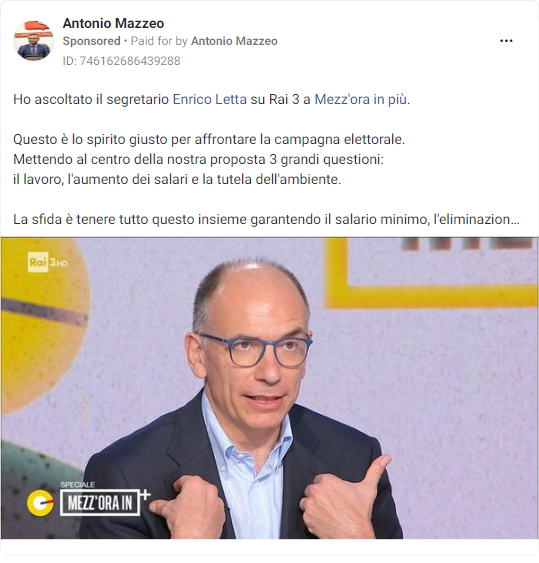 Antonio Mazzeo
Sponsored • Paid for by Antonio Mazzeo
ID: 746162686439288
Ho ascoltato il segretario Enrico Letta su Rai 3 a Mezz'ora in più.
Questo è lo spirito giusto per affrontare la campagna elettorale.
Mettendo al centro della nostra proposta 3 grandi questioni:
il lavoro, l'aumento dei salari e la tutela dell'ambiente.
La sfida è tenere tutto questo insieme garantendo il salario minimo, l'eliminazion...
Rai 3 HD
SPECIALE
MEZZ'ORA IN +